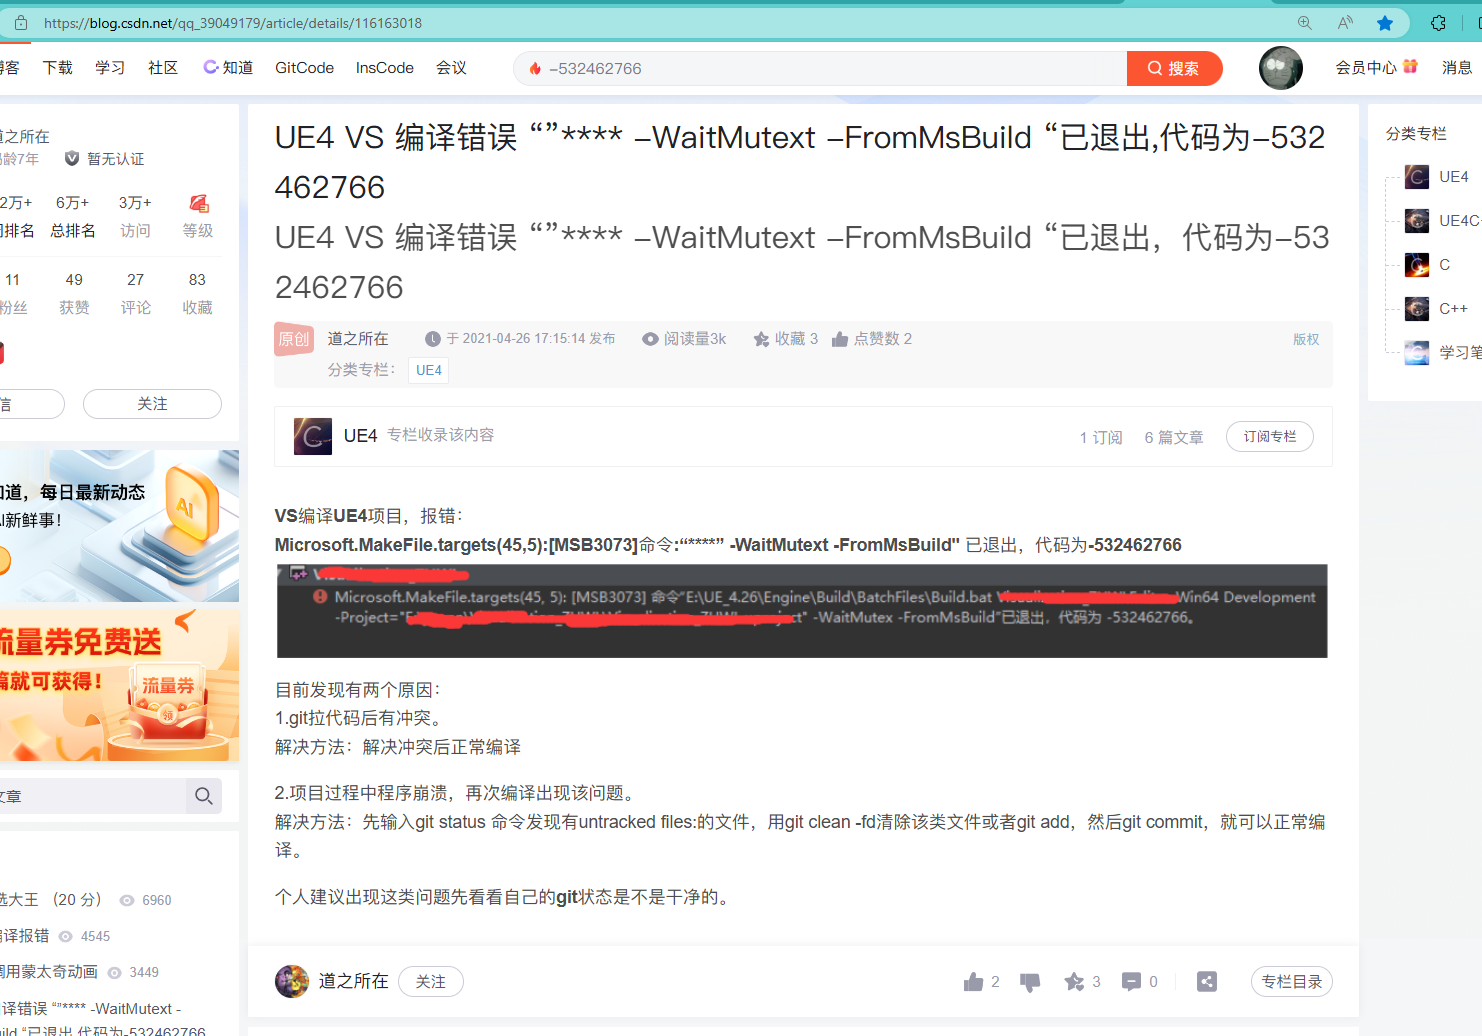 https://blog.csdn.net/qq_39049179/article/details/116163018
博客 下载 学习 社区 知道 GitCode InsCode 会议 -532462766 搜索 会员中心 消息
道之所在
码龄7年 暂无认证
2万+ 6万+ 3万+
周排名 总排名 访问 等级
11 49 27 83
粉丝 获赞 评论 收藏
信 关注
知道，每日最新动态
AI新鲜事！
AI
流量券免费送
篇就可获得！
流量券
领
文章
选大王 （20 分） 6960
编译报错 4545
调用蒙太奇动画 3449
编译错误 “”**** -WaitMutext -
uild “已退出,代码为-532462766
UE4 VS 编译错误 “”**** -WaitMutext -FromMsBuild “已退出,代码为-532
462766
UE4 VS 编译错误 “”**** -WaitMutext -FromMsBuild “已退出，代码为-53
2462766
原创 道之所在 于 2021-04-26 17:15:14 发布 阅读量3k 收藏 3 点赞数 2 版权
分类专栏： UE4
UE4 专栏收录该内容 1 订阅 6 篇文章 订阅专栏
VS编译UE4项目，报错：
Microsoft.MakeFile.targets(45,5):[MSB3073]命令:“****” -WaitMutext -FromMsBuild" 已退出，代码为-532462766
Microsoft.MakeFile.targets(45, 5): [MSB3073] 命令“E:\UE_4.26\Engine\Build\BatchFiles\Build.bat Win64 Development
-Project="F ct" -WaitMutex -FromMsBuild”已退出，代码为 -532462766。
目前发现有两个原因：
1.git拉代码后有冲突。
解决方法：解决冲突后正常编译
2.项目过程中程序崩溃，再次编译出现该问题。
解决方法：先输入git status 命令发现有untracked files:的文件，用git clean -fd清除该类文件或者git add，然后git commit，就可以正常编
译。
个人建议出现这类问题先看看自己的git状态是不是干净的。
道之所在 关注 2 3 0 专栏目录
分类专栏
UE4
UE4C
C
C++
学习笔